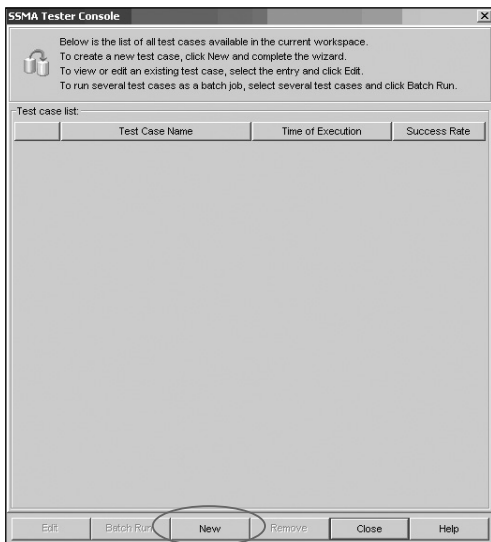 SSMA Tester Console
Below is the list of all test cases available in the current workspace.
To create a new test case, click New and complete the wizard.
To view or edit an existing test case, select the entry and click Edit.
To run several test cases as a batch job, select several test cases and click Batch Run.
Test case list:
Test Case Name Time of Execution Success Rate
Edit Batch Run New Remove Close Help